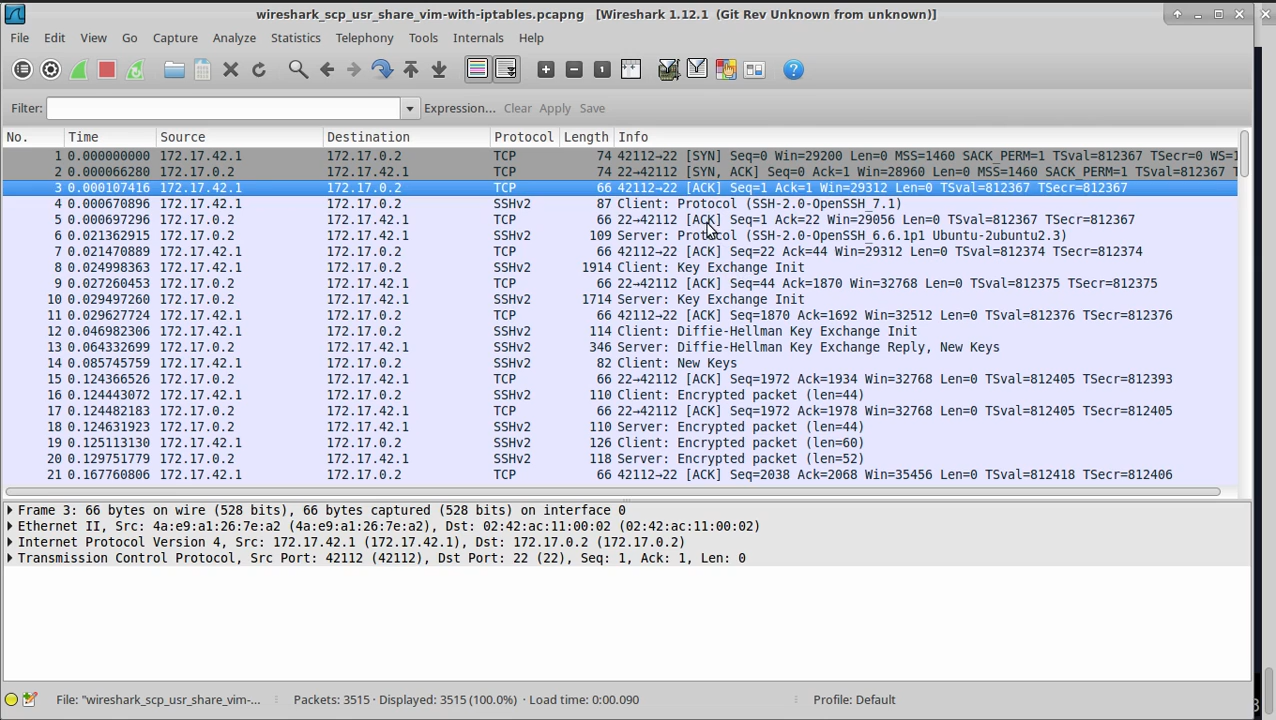 wireshark_scp_usr_share_vim-with-iptables.pcapng [Wireshark 1.12.1 (Git Rev Unknown from unknown)]
File Edit View Go Capture Analyze Statistics Telephony Tools Internals Help
Filter: Expression... Clear Apply Save
No. Time Source Destination Protocol Length Info
1 0.000000000 172.17.42.1 172.17.0.2 TCP 74 42112→22 [SYN] Seq=0 Win=29200 Len=0 MSS=1460 SACK_PERM=1 TSval=812367 TSecr=0 WS=1
2 0.000066280 172.17.0.2 172.17.42.1 TCP 74 22→42112 [SYN, ACK] Seq=0 Ack=1 Win=28960 Len=0 MSS=1460 SACK_PERM=1 TSval=812367 T
3 0.000107416 172.17.42.1 172.17.0.2 TCP 66 42112→22 [ACK] Seq=1 Ack=1 Win=29312 Len=0 TSval=812367 TSecr=812367
4 0.000670896 172.17.42.1 172.17.0.2 SSHv2 87 Client: Protocol (SSH-2.0-OpenSSH_7.1)
5 0.000697296 172.17.0.2 172.17.42.1 TCP 66 22→42112 [ACK] Seq=1 Ack=22 Win=29056 Len=0 TSval=812367 TSecr=812367
6 0.021362915 172.17.0.2 172.17.42.1 SSHv2 109 Server: Protocol (SSH-2.0-OpenSSH_6.6.1p1 Ubuntu-2ubuntu2.3)
7 0.021470889 172.17.42.1 172.17.0.2 TCP 66 42112→22 [ACK] Seq=22 Ack=44 Win=29312 Len=0 TSval=812374 TSecr=812374
8 0.024998363 172.17.42.1 172.17.0.2 SSHv2 1914 Client: Key Exchange Init
9 0.027260453 172.17.0.2 172.17.42.1 TCP 66 22→42112 [ACK] Seq=44 Ack=1870 Win=32768 Len=0 TSval=812375 TSecr=812375
10 0.029497260 172.17.0.2 172.17.42.1 SSHv2 1714 Server: Key Exchange Init
11 0.029627724 172.17.42.1 172.17.0.2 TCP 66 42112→22 [ACK] Seq=1870 Ack=1692 Win=32512 Len=0 TSval=812376 TSecr=812376
12 0.046982306 172.17.42.1 172.17.0.2 SSHv2 114 Client: Diffie-Hellman Key Exchange Init
13 0.064332699 172.17.0.2 172.17.42.1 SSHv2 346 Server: Diffie-Hellman Key Exchange Reply, New Keys
14 0.085745759 172.17.42.1 172.17.0.2 SSHv2 82 Client: New Keys
15 0.124366526 172.17.0.2 172.17.42.1 TCP 66 22→42112 [ACK] Seq=1972 Ack=1934 Win=32768 Len=0 TSval=812405 TSecr=812393
16 0.124443072 172.17.42.1 172.17.0.2 SSHv2 110 Client: Encrypted packet (len=44)
17 0.124482183 172.17.0.2 172.17.42.1 TCP 66 22→42112 [ACK] Seq=1972 Ack=1978 Win=32768 Len=0 TSval=812405 TSecr=812405
18 0.124631923 172.17.0.2 172.17.42.1 SSHv2 110 Server: Encrypted packet (len=44)
19 0.125113130 172.17.42.1 172.17.0.2 SSHv2 126 Client: Encrypted packet (len=60)
20 0.129751779 172.17.0.2 172.17.42.1 SSHv2 118 Server: Encrypted packet (len=52)
21 0.167760806 172.17.42.1 172.17.0.2 TCP 66 42112→22 [ACK] Seq=2038 Ack=2068 Win=35456 Len=0 TSval=812418 TSecr=812406
Frame 3: 66 bytes on wire (528 bits), 66 bytes captured (528 bits) on interface 0
Ethernet II, Src: 4a:e9:a1:26:7e:a2 (4a:e9:a1:26:7e:a2), Dst: 02:42:ac:11:00:02 (02:42:ac:11:00:02)
Internet Protocol Version 4, Src: 172.17.42.1 (172.17.42.1), Dst: 172.17.0.2 (172.17.0.2)
Transmission Control Protocol, Src Port: 42112 (42112), Dst Port: 22 (22), Seq: 1, Ack: 1, Len: 0
File: "wireshark_scp_usr_share_vim-... Packets: 3515 · Displayed: 3515 (100.0%) · Load time: 0:00.090 Profile: Default